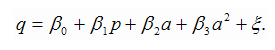 q = β₀ + β₁p + β₂a + β₃a² + ξ.